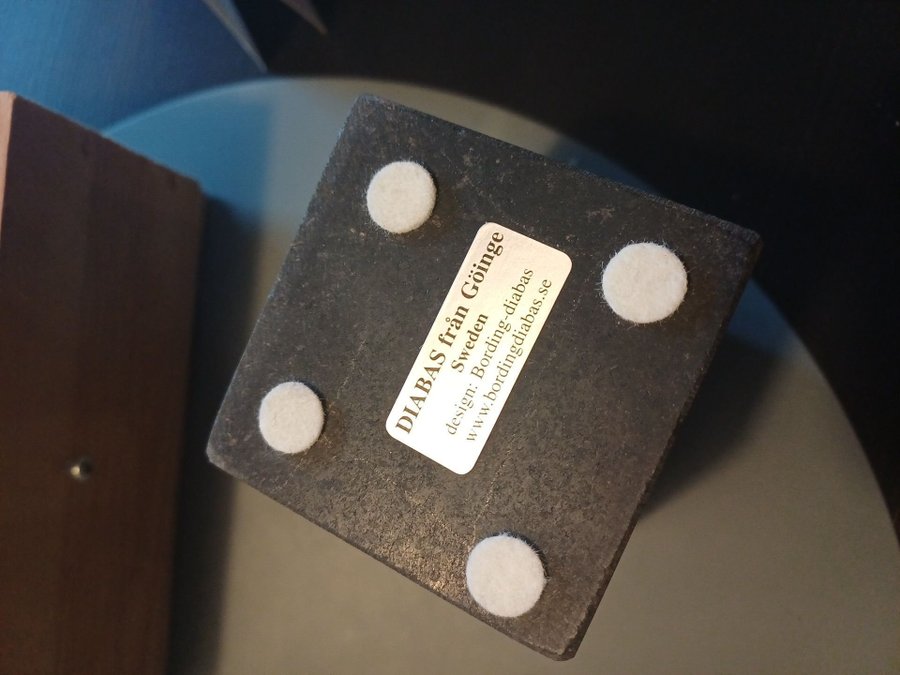 DIABAS från Göinge
Sweden
design: Bording-diabas
www.bordingdiabas.se